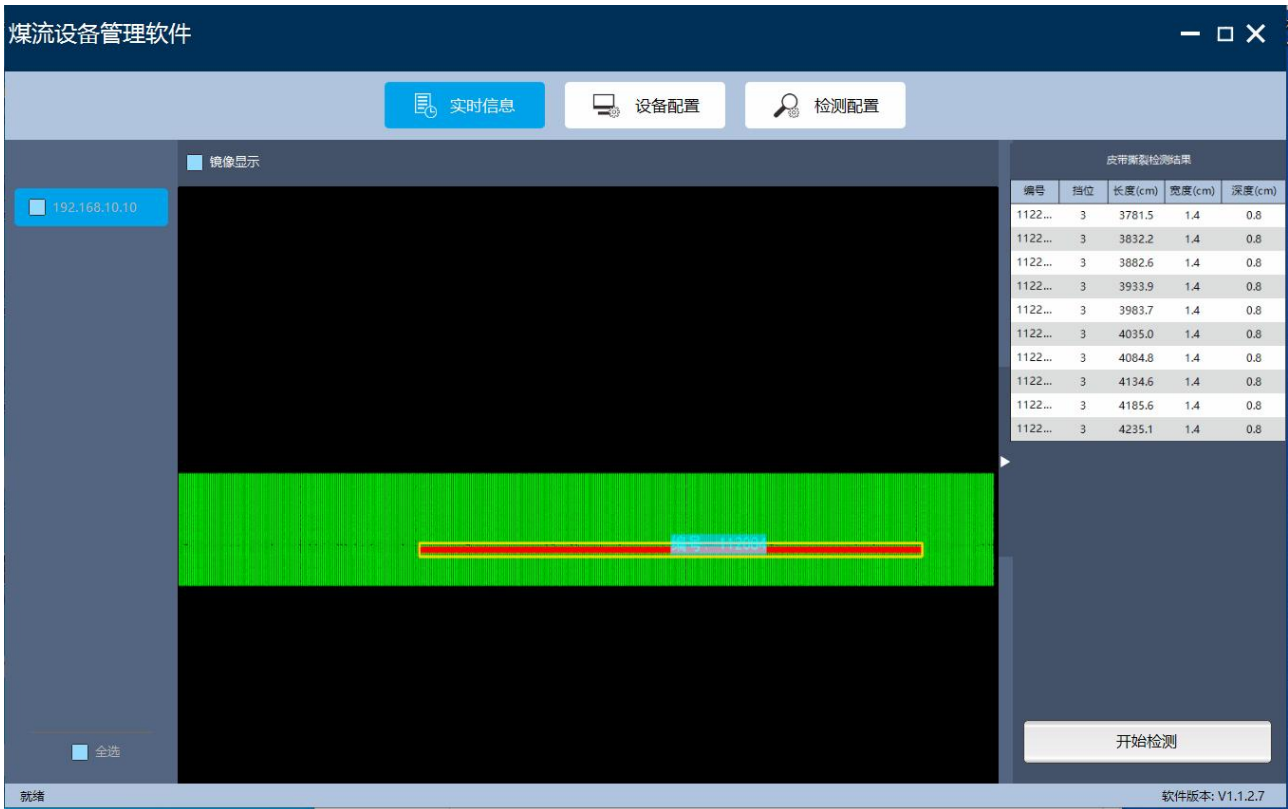 煤流设备管理软件
实时信息 设备配置 检测配置
镜像显示
皮带撕裂检测结果
192.168.10.10
编号 挡位 长度(cm) 宽度(cm) 深度(cm)
1122... 3 3781.5 1.4 0.8
1122... 3 3832.2 1.4 0.8
1122... 3 3882.6 1.4 0.8
1122... 3 3933.9 1.4 0.8
1122... 3 3983.7 1.4 0.8
1122... 3 4035.0 1.4 0.8
1122... 3 4084.8 1.4 0.8
1122... 3 4134.6 1.4 0.8
1122... 3 4185.6 1.4 0.8
1122... 3 4235.1 1.4 0.8
编号
全选
开始检测
就绪
软件版本: V1.1.2.7